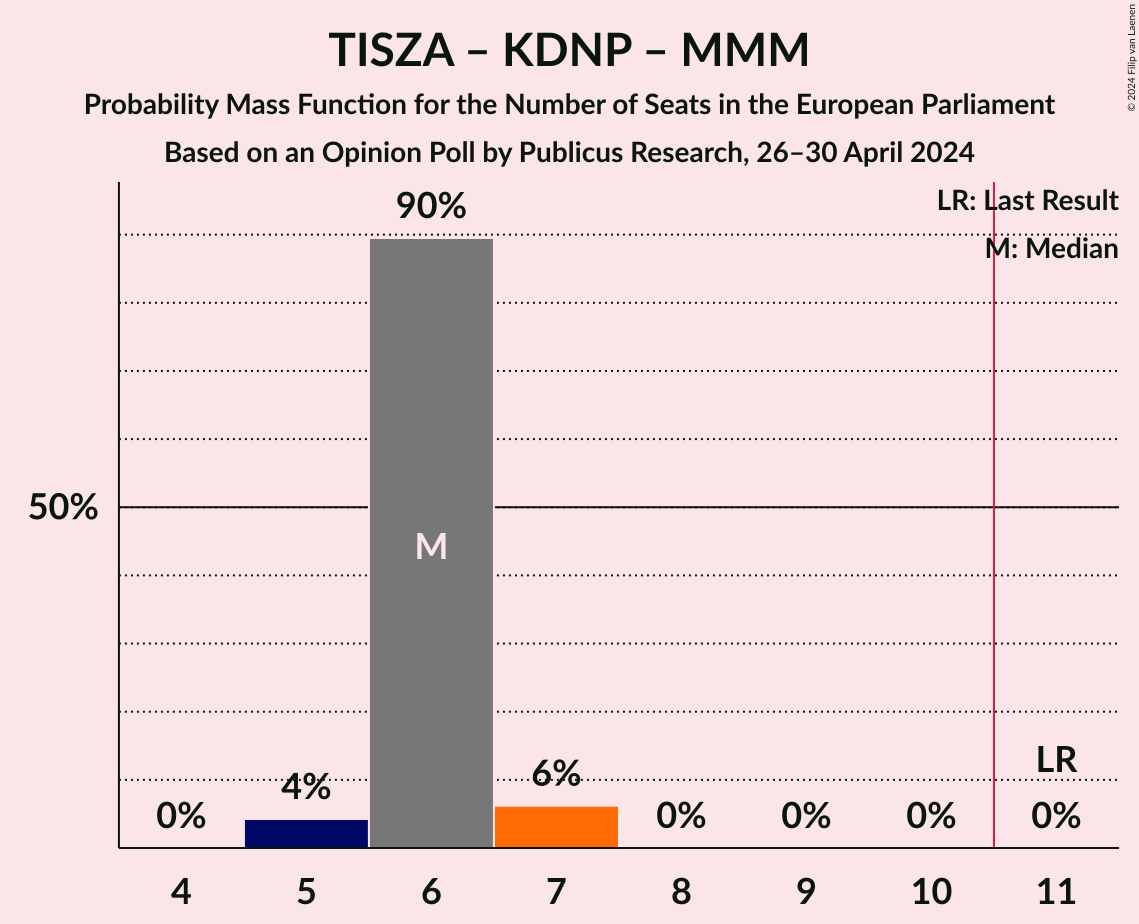 TISZA – KDNP – MMM
Probability Mass Function for the Number of Seats in the European Parliament
Based on an Opinion Poll by Publicus Research, 26–30 April 2024
© 2024 Filip van Laenen
LR: Last Result
M: Median
90%
50%
M
LR
0%
4%
6%
0%
0%
0%
0%
4
5
6
7
8
9
10
11